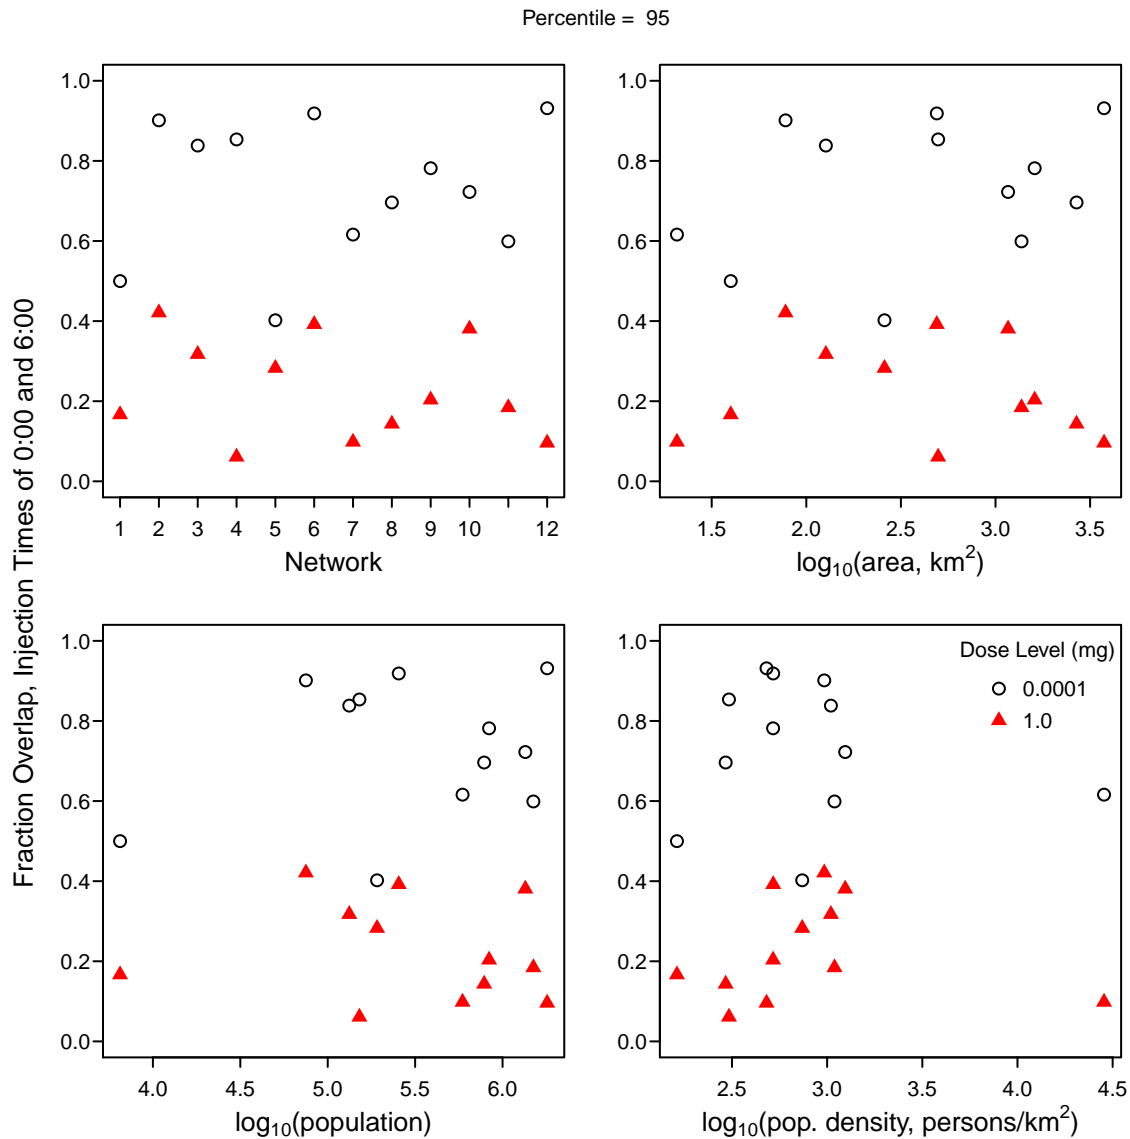 Percentile = 95
Fraction Overlap, Injection Times of 0:00 and 6:00
1.0
0.8
0.6
0.4
0.2
0.0
1 2 3 4 5 6 7 8 9 10 12
Network
1.0
0.8
0.6
0.4
0.2
0.0
1.5 2.0 2.5 3.0 3.5
log₁₀(area, km²)
1.0
0.8
0.6
0.4
0.2
0.0
4.0 4.5 5.0 5.5 6.0
log₁₀(population)
Dose Level (mg)
0.0001
1.0
1.0
0.8
0.6
0.4
0.2
0.0
2.5 3.0 3.5 4.0 4.5
log₁₀(pop. density, persons/km²)